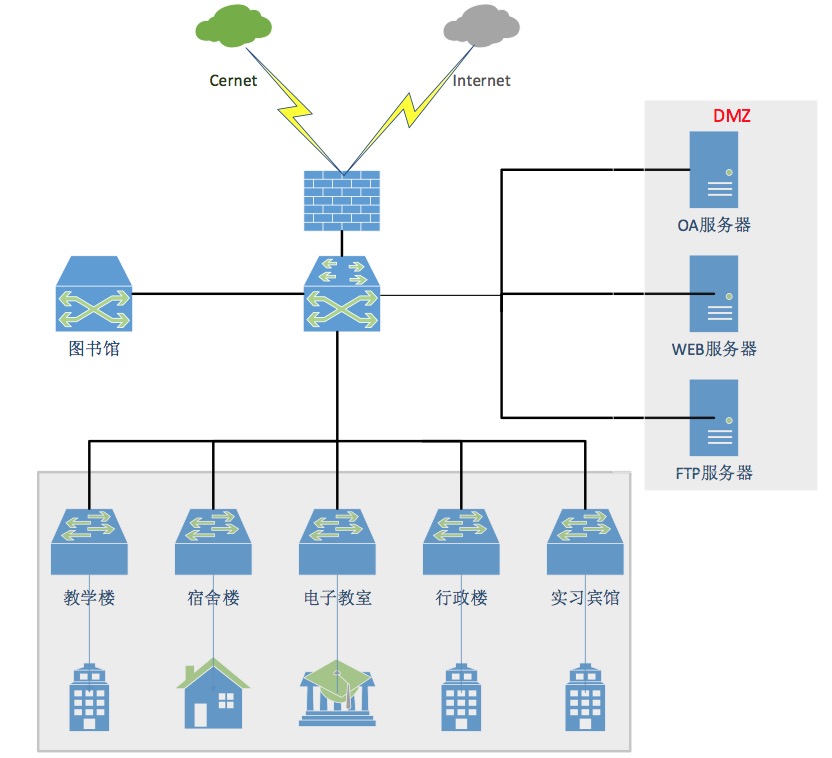 Cernet
Internet
DMZ
OA服务器
图书馆
WEB服务器
FTP服务器
教学楼
宿舍楼
电子教室
行政楼
实习宾馆